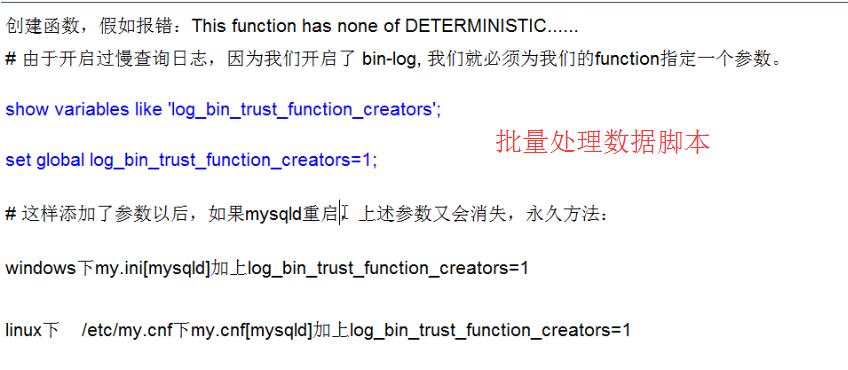 创建函数，假如报错：This function has none of DETERMINISTIC......
# 由于开启过慢查询日志，因为我们开启了 bin-log, 我们就必须为我们的function指定一个参数。
show variables like 'log_bin_trust_function_creators';
批量处理数据脚本
set global log_bin_trust_function_creators=1;
# 这样添加了参数以后，如果mysqld重启，上述参数又会消失，永久方法：
windows下my.ini[mysqld]加上log_bin_trust_function_creators=1
linux下 /etc/my.cnf下my.cnf[mysqld]加上log_bin_trust_function_creators=1